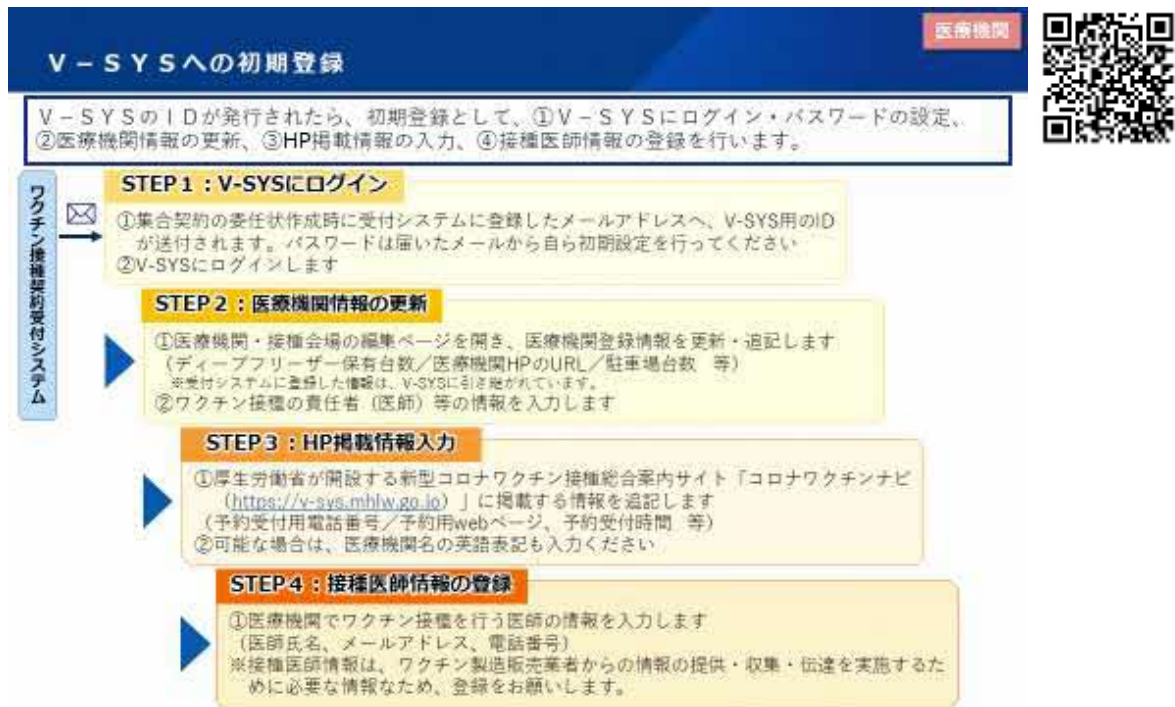 医療機関
V－SYSへの初期登録
V－SYSのIDが発行されたら、初期登録として、①V－SYSにログイン・パスワードの設定、
②医療機関情報の更新、③HP掲載情報の入力、④接種医師情報の登録を行います。
ワクチン接種契約受付システム
STEP1：V-SYSにログイン
①集合契約の委任状作成時に受付システムに登録したメールアドレスへ、V-SYS用のID
が送付されます。パスワードは届いたメールから自ら初期設定を行ってください
②V-SYSにログインします
STEP2：医療機関情報の更新
①医療機関・接種会場の編集ページを開き、医療機関登録情報を更新・追記します
（ディープフリーザー保有台数／医療機関HPのURL／駐車場台数　等）
※受付システムに登録した情報は、V-SYSに引き継がれています。
②ワクチン接種の責任者（医師）等の情報を入力します
STEP3：HP掲載情報入力
①厚生労働省が開設する新型コロナワクチン接種総合案内サイト「コロナワクチンナビ
（https://v-sys.mhlw.go.jp）」に掲載する情報を追記します
（予約受付用電話番号／予約用webページ、予約受付時間　等）
②可能な場合は、医療機関名の英語表記も入力ください
STEP4：接種医師情報の登録
①医療機関でワクチン接種を行う医師の情報を入力します
（医師氏名、メールアドレス、電話番号）
※接種医師情報は、ワクチン製造販売業者からの情報の提供・収集・伝達を実施するた
めに必要な情報なため、登録をお願いします。